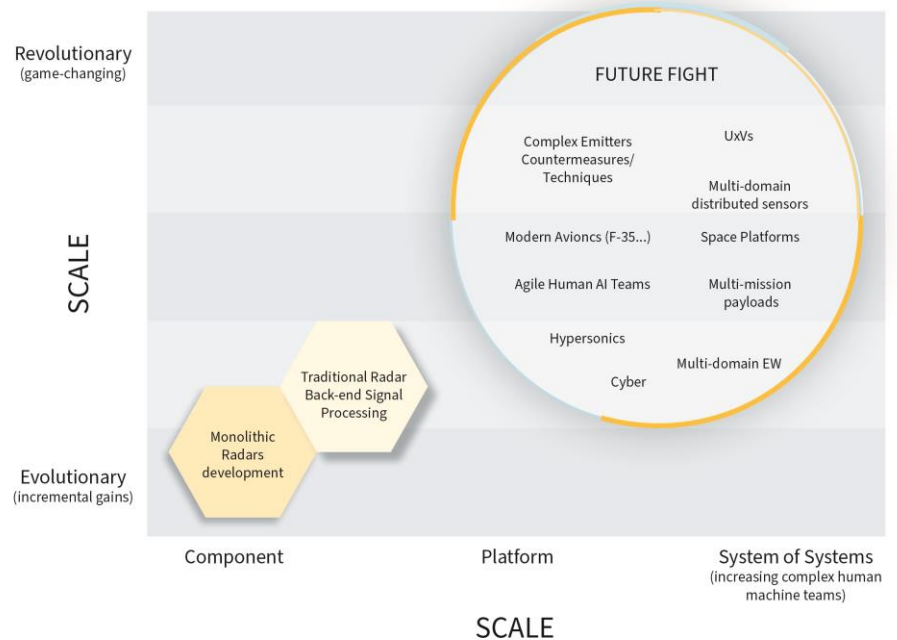 Revolutionary
(game-changing)
FUTURE FIGHT
Complex Emitters
Countermeasures/
Techniques
UxVs
Multi-domain
distributed sensors
SCALE
Modern Avioncs (F-35...)
Space Platforms
Agile Human AI Teams
Multi-mission
payloads
Hypersonics
Multi-domain EW
Cyber
Traditional Radar
Back-end Signal
Processing
Monolithic
Radars
development
Evolutionary
(incremental gains)
Component
Platform
System of Systems
(increasing complex human
machine teams)
SCALE